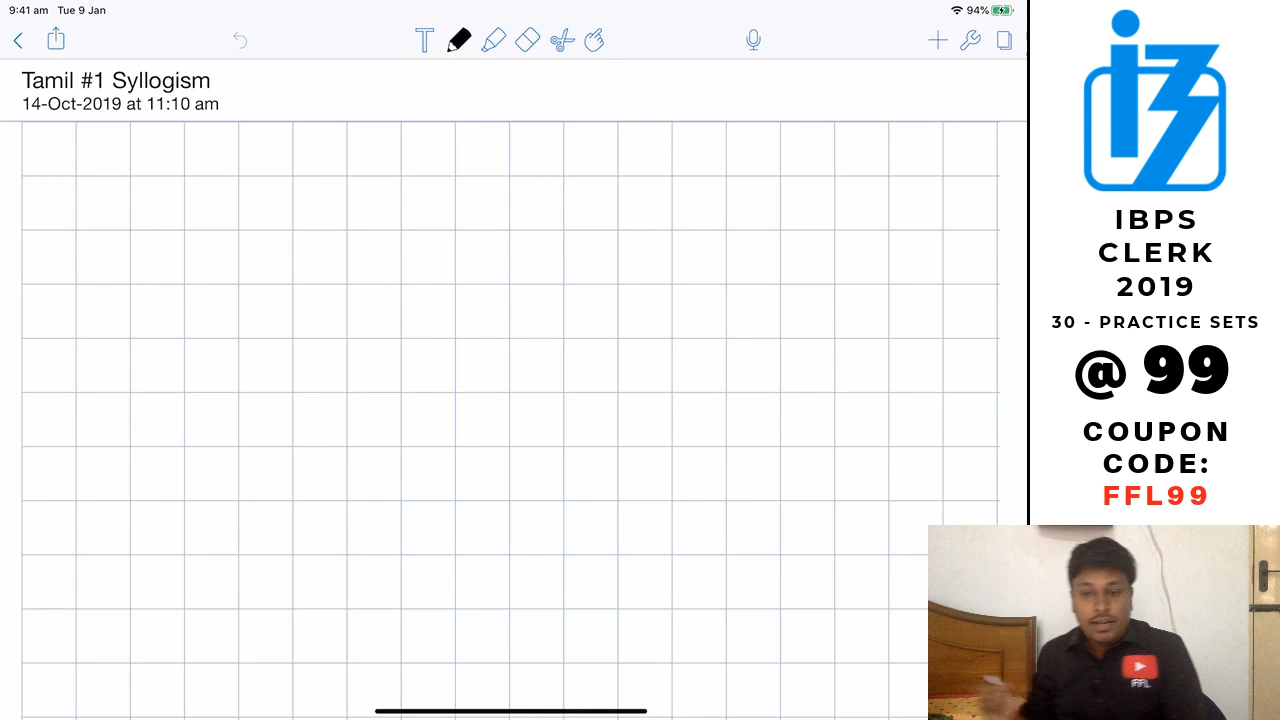 9:41 am Tue 9 Jan
94%
T
Tamil #1 Syllogism
14-Oct-2019 at 11:10 am
IBPS
CLERK
2019
30 - PRACTICE SETS
@ 99
COUPON
CODE:
FFL99
FFL